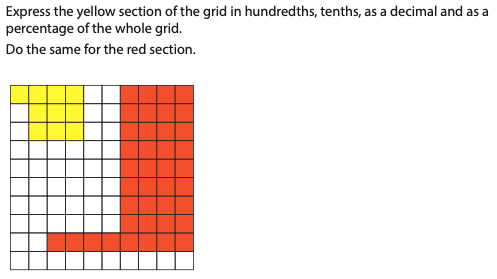 Express the yellow section of the grid in hundredths, tenths, as a decimal and as a
percentage of the whole grid.
Do the same for the red section.